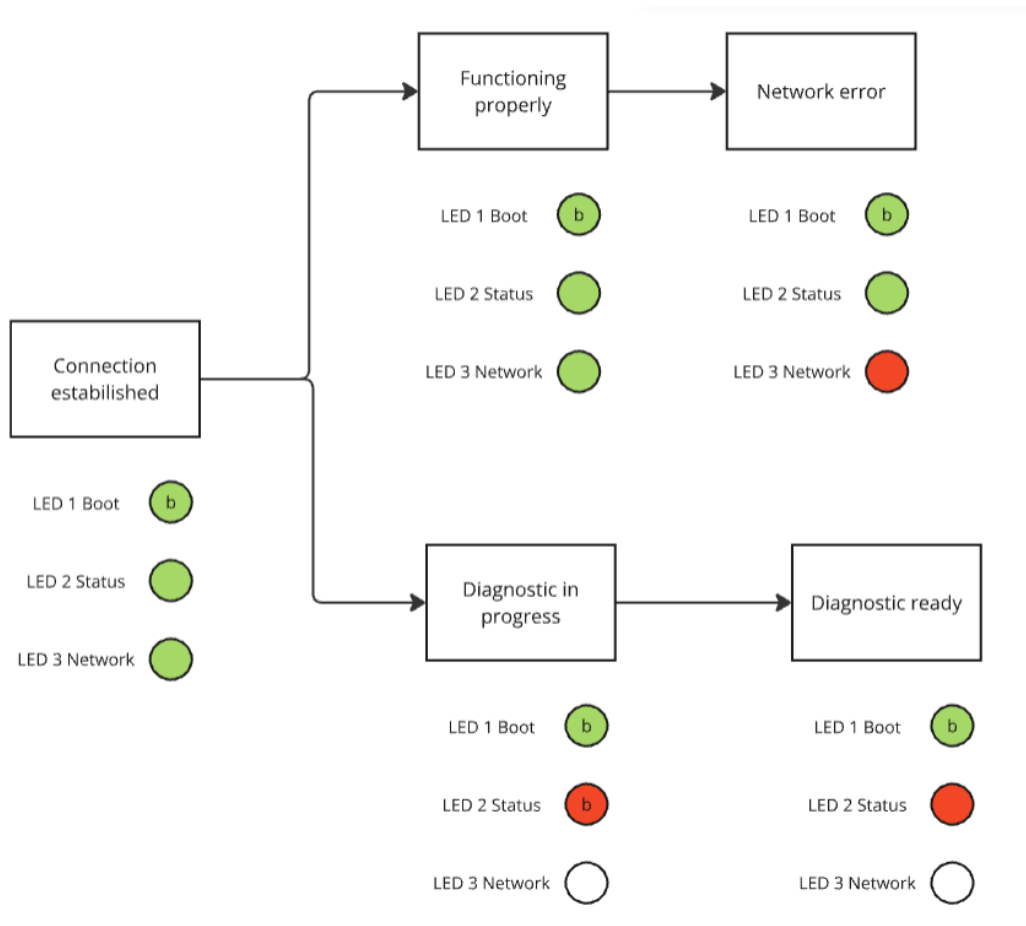 Functioning
properly
Network error
LED 1 Boot b
LED 1 Boot b
LED 2 Status
LED 2 Status
LED 3 Network
LED 3 Network
Connection
estabilished
LED 1 Boot b
LED 2 Status
LED 3 Network
Diagnostic in
progress
Diagnostic ready
LED 1 Boot b
LED 1 Boot b
LED 2 Status b
LED 2 Status
LED 3 Network
LED 3 Network